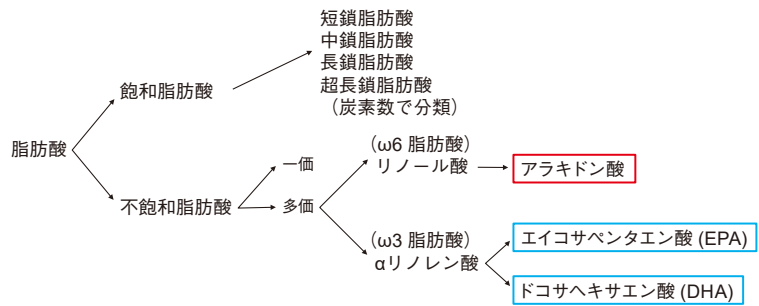 短鎖脂肪酸
中鎖脂肪酸
長鎖脂肪酸
超長鎖脂肪酸
（炭素数で分類）
飽和脂肪酸
脂肪酸
不飽和脂肪酸
一価
多価
（ω6 脂肪酸）
リノール酸
アラキドン酸
（ω3 脂肪酸）
αリノレン酸
エイコサペンタエン酸 (EPA)
ドコサヘキサエン酸 (DHA)